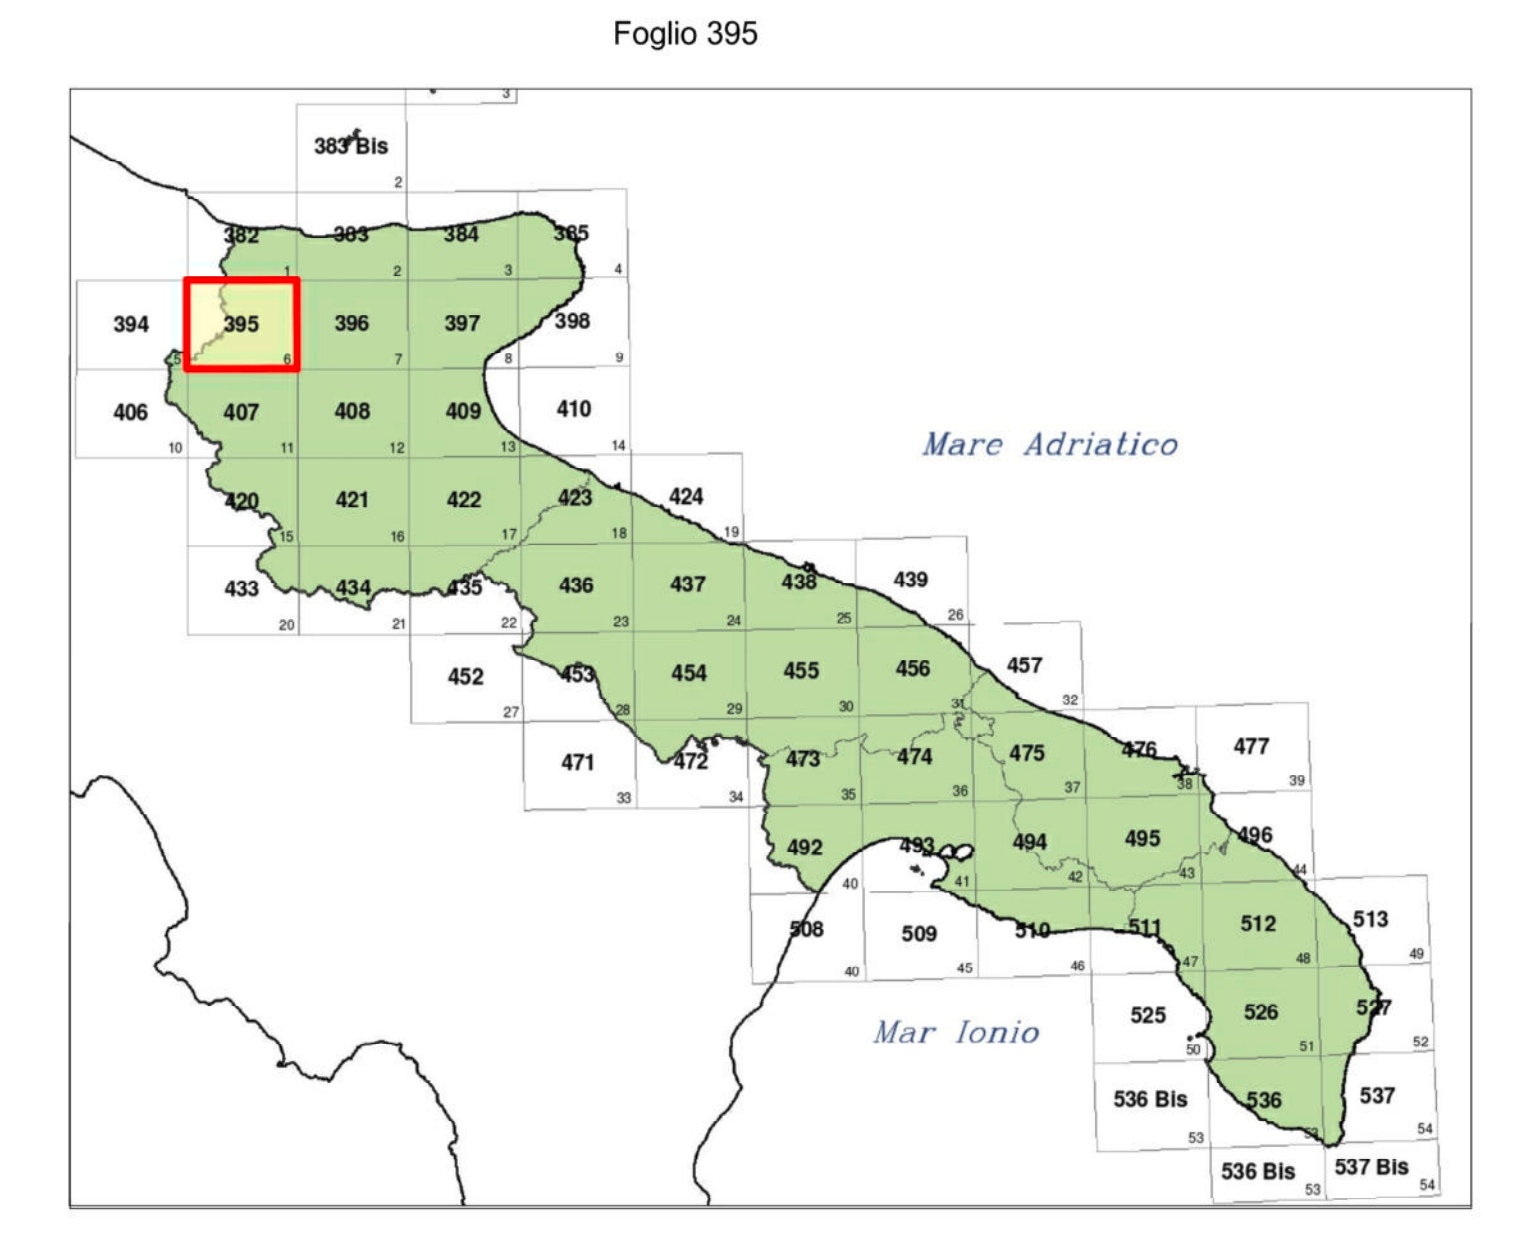 Foglio 395
3
383 Bis
2
382 383 384 385
1 2 3 4
394 395 396 397 398
5 6 7 8 9
406 407 408 409 410
10 11 12 13 14
Mare Adriatico
420 421 422 423 424
15 16 17 18 19
433 434 435 436 437 438 439
20 21 22 23 24 25 26
452 453 454 455 456 457
27 28 29 30 31 32
471 472 473 474 475 476 477
33 34 35 36 37 38 39
492 493 494 495 496
40 41 42 43 44
508 509 510 511 512 513
40 45 46 47 48 49
Mar Ionio
525 526 527
50 51 52
536 Bis 536 537
53 53 54
536 Bis 537 Bis
53 54